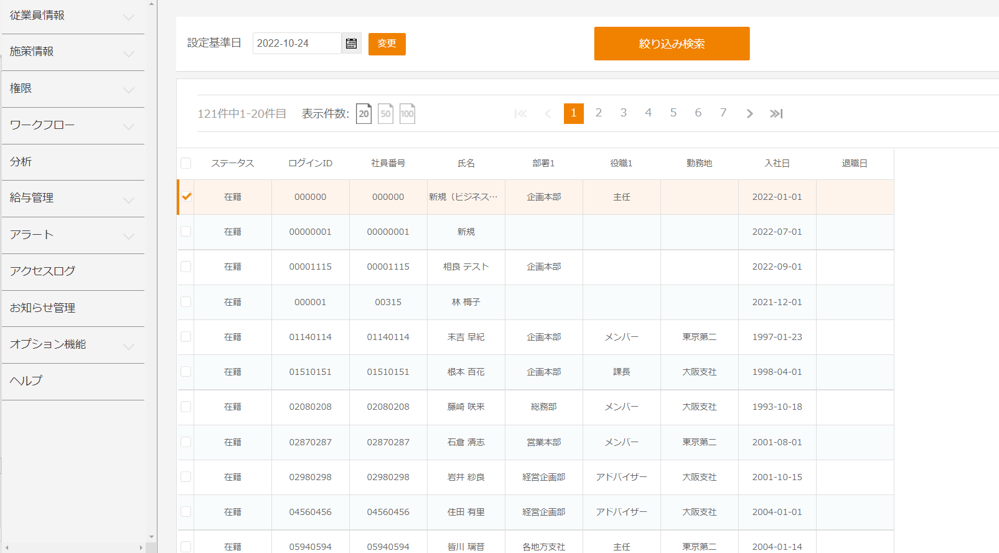 従業員情報
施策情報
権限
ワークフロー
分析
給与管理
アラート
アクセスログ
お知らせ管理
オプション機能
ヘルプ
設定基準日 2022-10-24 変更 絞り込み検索
121件中1-20件目 表示件数: 20 50 100 1 2 3 4 5 6 7
ステータス ログインID 社員番号 氏名 部署1 役職1 勤務地 入社日 退職日
在籍 000000 000000 新規（ビジネス… 企画本部 主任 2022-01-01
在籍 00000001 00000001 新規 2022-07-01
在籍 00001115 00001115 相良 テスト 企画本部 2022-09-01
在籍 000001 00315 林 梅子 2021-12-01
在籍 01140114 01140114 末吉 早紀 企画本部 メンバー 東京第二 1997-01-23
在籍 01510151 01510151 根本 百花 企画本部 課長 大阪支社 1998-04-01
在籍 02080208 02080208 藤崎 咲来 総務部 メンバー 大阪支社 1993-10-18
在籍 02870287 02870287 石倉 清志 営業本部 メンバー 東京第二 2001-08-01
在籍 02980298 02980298 岩井 紗良 経営企画部 アドバイザー 大阪支社 2001-10-15
在籍 04560456 04560456 住田 有里 経営企画部 アドバイザー 大阪支社 2004-01-01
在籍 05940594 05940594 皆川 璃音 各地方支社 主任 東京第二 2004-01-14